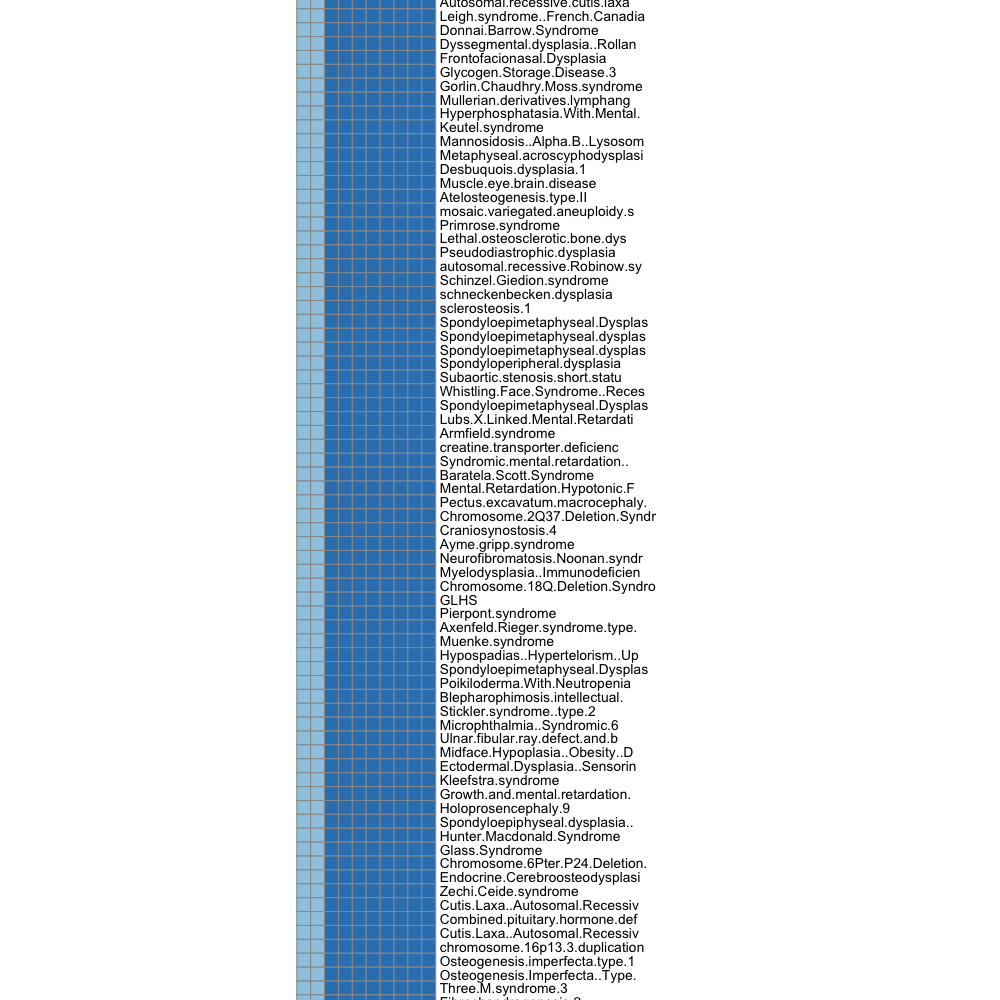 Autosomal.recessive.cutis.laxa
Leigh.syndrome..French.Canadia
Donnai.Barrow.Syndrome
Dyssegmental.dysplasia..Rollan
Frontofacionasal.Dysplasia
Glycogen.Storage.Disease.3
Gorlin.Chaudhry.Moss.syndrome
Mullerian.derivatives.lymphang
Hyperphosphatasia.With.Mental.
Keutel.syndrome
Mannosidosis..Alpha.B..Lysosom
Metaphyseal.acroscyphodysplasi
Desbuquois.dysplasia.1
Muscle.eye.brain.disease
Atelosteogenesis.type.II
mosaic.variegated.aneuploidy.s
Primrose.syndrome
Lethal.osteosclerotic.bone.dys
Pseudodiastrophic.dysplasia
autosomal.recessive.Robinow.sy
Schinzel.Giedion.syndrome
schneckenbecken.dysplasia
sclerosteosis.1
Spondyloepimetaphyseal.Dysplas
Spondyloepimetaphyseal.dysplas
Spondyloepimetaphyseal.dysplas
Spondyloperipheral.dysplasia
Subaortic.stenosis.short.statu
Whistling.Face.Syndrome..Reces
Spondyloepimetaphyseal.Dysplas
Lubs.X.Linked.Mental.Retardati
Armfield.syndrome
creatine.transporter.deficienc
Syndromic.mental.retardation..
Baratela.Scott.Syndrome
Mental.Retardation.Hypotonic.F
Pectus.excavatum.macrocephaly.
Chromosome.2Q37.Deletion.Syndr
Craniosynostosis.4
Ayme.gripp.syndrome
Neurofibromatosis.Noonan.syndr
Myelodysplasia..Immunodeficien
Chromosome.18Q.Deletion.Syndro
GLHS
Pierpont.syndrome
Axenfeld.Rieger.syndrome.type.
Muenke.syndrome
Hypospadias..Hypertelorism..Up
Spondyloepimetaphyseal.Dysplas
Poikiloderma.With.Neutropenia
Blepharophimosis.intellectual.
Stickler.syndrome..type.2
Microphthalmia..Syndromic.6
Ulnar.fibular.ray.defect.and.b
Midface.Hypoplasia..Obesity..D
Ectodermal.Dysplasia..Sensorin
Kleefstra.syndrome
Growth.and.mental.retardation.
Holoprosencephaly.9
Spondyloepiphyseal.dysplasia..
Hunter.Macdonald.Syndrome
Glass.Syndrome
Chromosome.6Pter.P24.Deletion.
Endocrine.Cerebroosteodysplasi
Zechi.Ceide.syndrome
Cutis.Laxa..Autosomal.Recessiv
Combined.pituitary.hormone.def
Cutis.Laxa..Autosomal.Recessiv
chromosome.16p13.3.duplication
Osteogenesis.imperfecta.type.1
Osteogenesis.Imperfecta..Type.
Three.M.syndrome.3